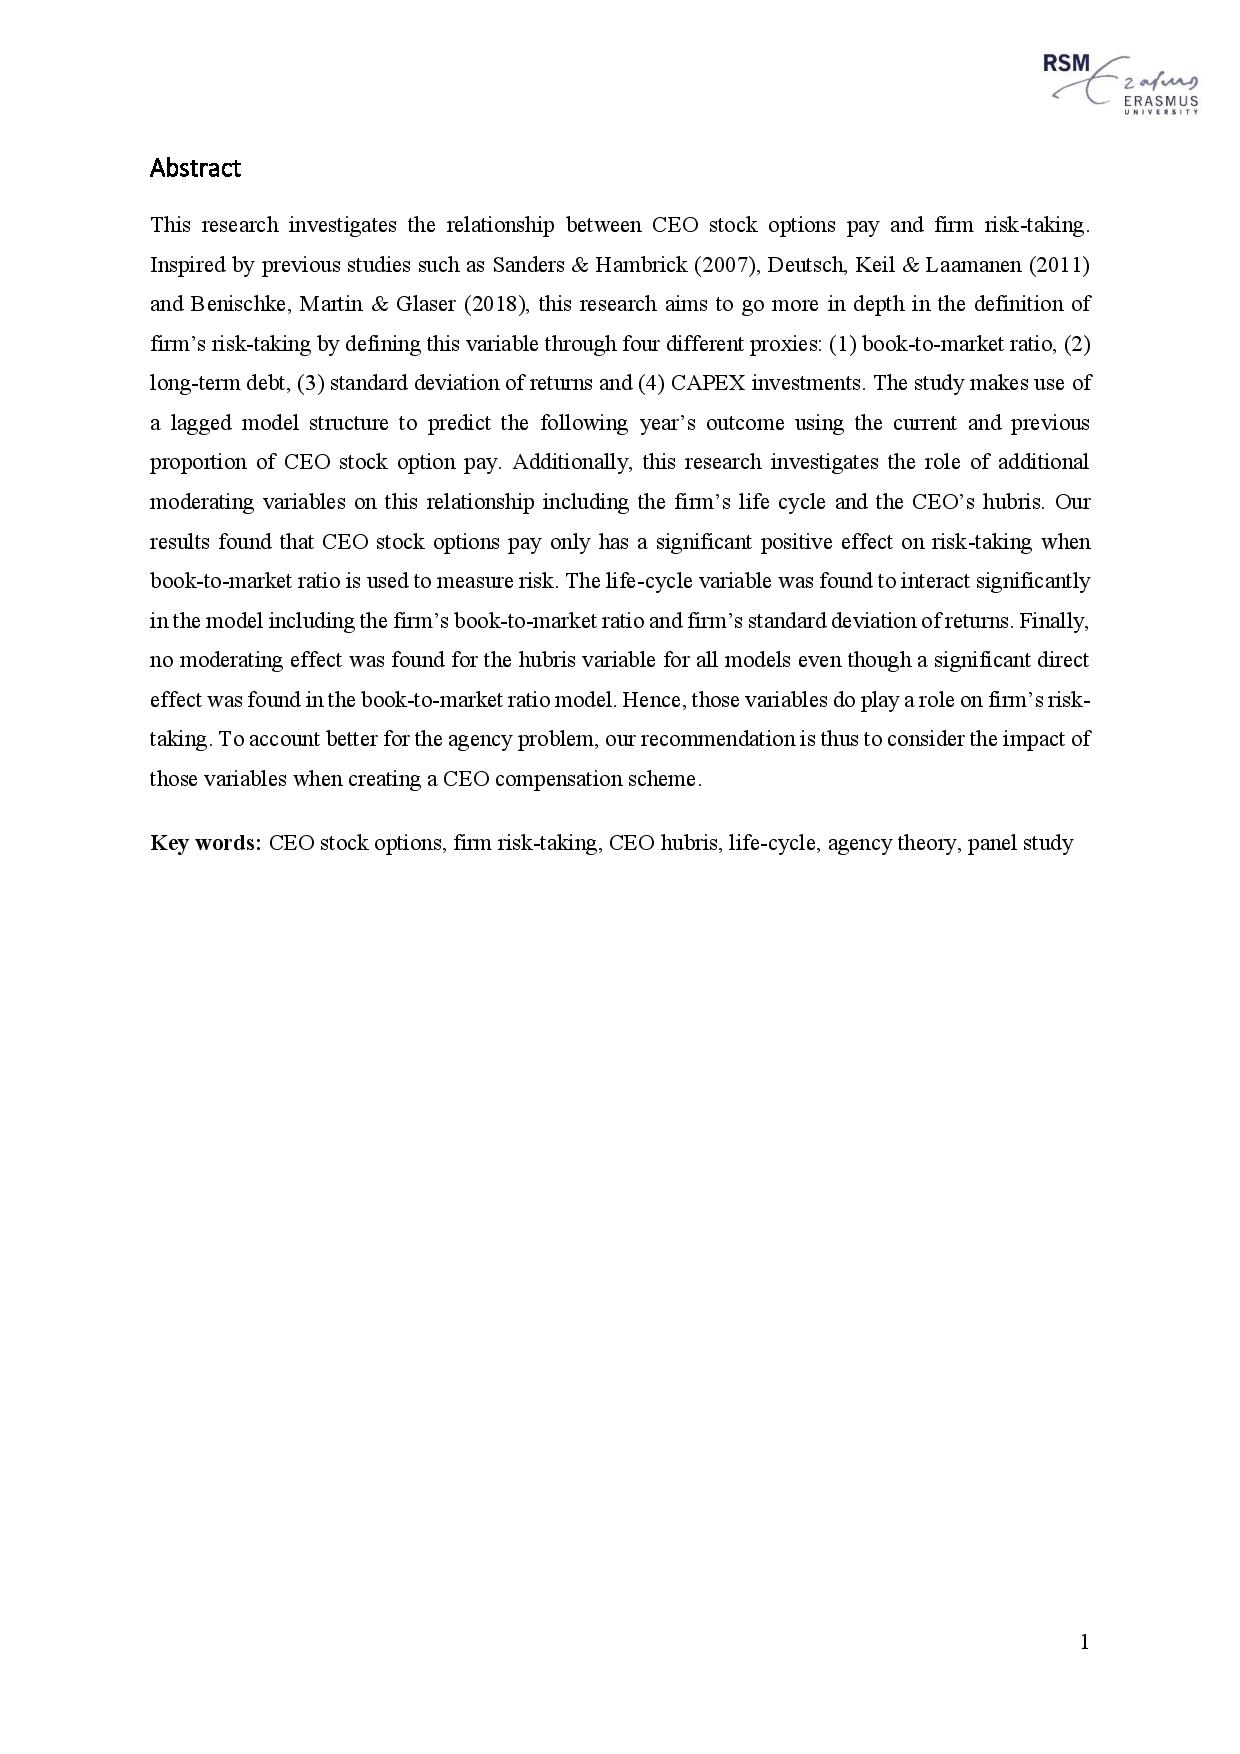 RSM
Erafus
ERASMUS
UNIVERSITY
Abstract
This research investigates the relationship between CEO stock options pay and firm risk-taking.
Inspired by previous studies such as Sanders & Hambrick (2007), Deutsch, Keil & Laamanen (2011)
and Benischke, Martin & Glaser (2018), this research aims to go more in depth in the definition of
firm’s risk-taking by defining this variable through four different proxies: (1) book-to-market ratio, (2)
long-term debt, (3) standard deviation of returns and (4) CAPEX investments. The study makes use of
a lagged model structure to predict the following year’s outcome using the current and previous
proportion of CEO stock option pay. Additionally, this research investigates the role of additional
moderating variables on this relationship including the firm’s life cycle and the CEO’s hubris. Our
results found that CEO stock options pay only has a significant positive effect on risk-taking when
book-to-market ratio is used to measure risk. The life-cycle variable was found to interact significantly
in the model including the firm’s book-to-market ratio and firm’s standard deviation of returns. Finally,
no moderating effect was found for the hubris variable for all models even though a significant direct
effect was found in the book-to-market ratio model. Hence, those variables do play a role on firm’s risk-
taking. To account better for the agency problem, our recommendation is thus to consider the impact of
those variables when creating a CEO compensation scheme.
Key words: CEO stock options, firm risk-taking, CEO hubris, life-cycle, agency theory, panel study
1